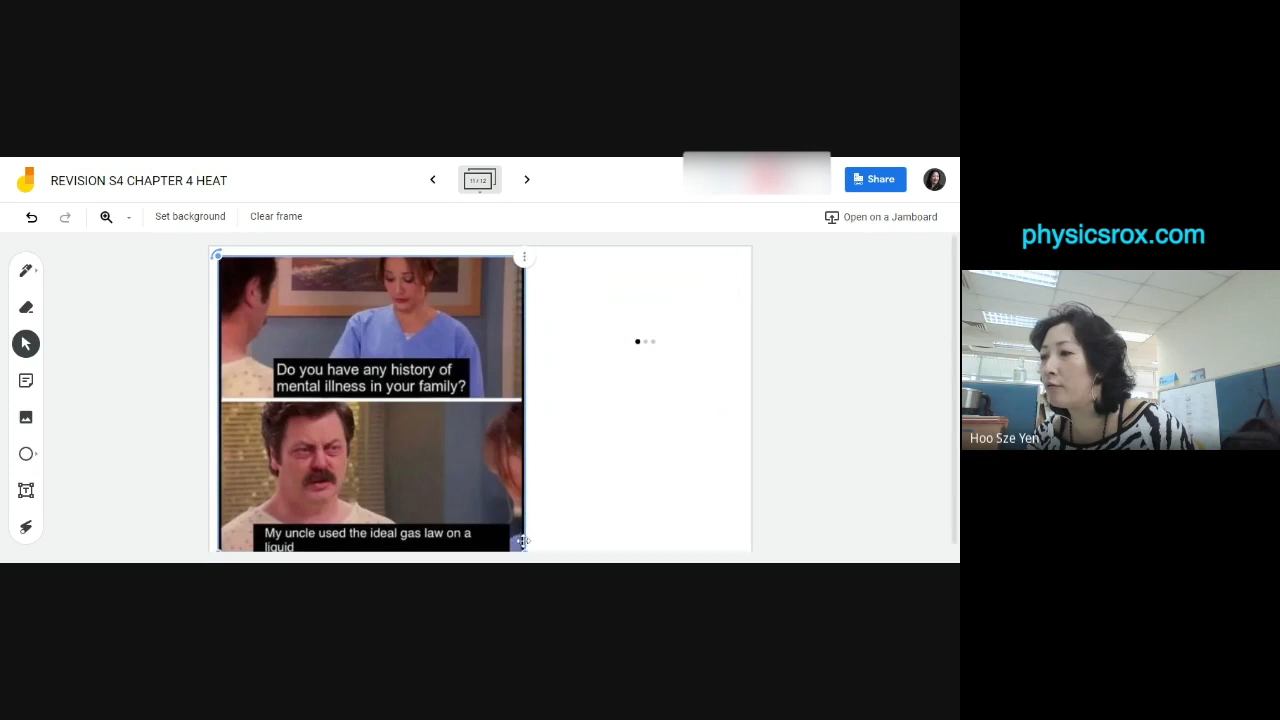 REVISION S4 CHAPTER 4 HEAT
11 / 12
Share
Set background
Clear frame
Open on a Jamboard
physicsrox.com
Do you have any history of
mental illness in your family?
My uncle used the ideal gas law on a
liquid
Hoo Sze Yen